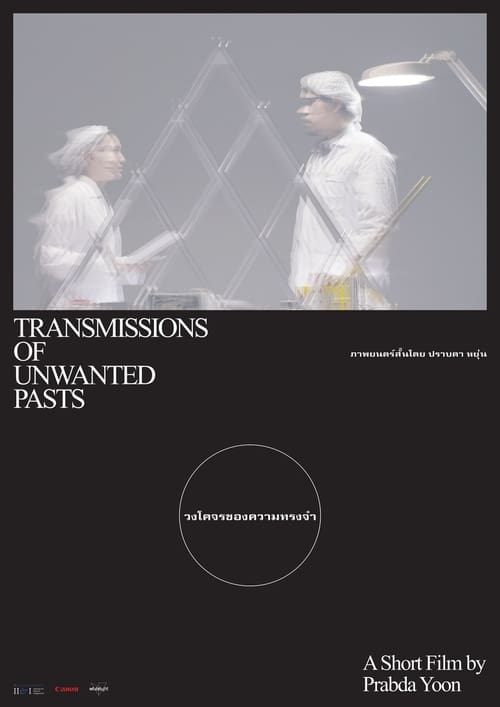 TRANSMISSIONS
OF
UNWANTED
PASTS
ภาพยนตร์สั้นโดย ปราบดา หยุ่น
วงโคจรของความทรงจำ
A Short Film by
Prabda Yoon
Canon